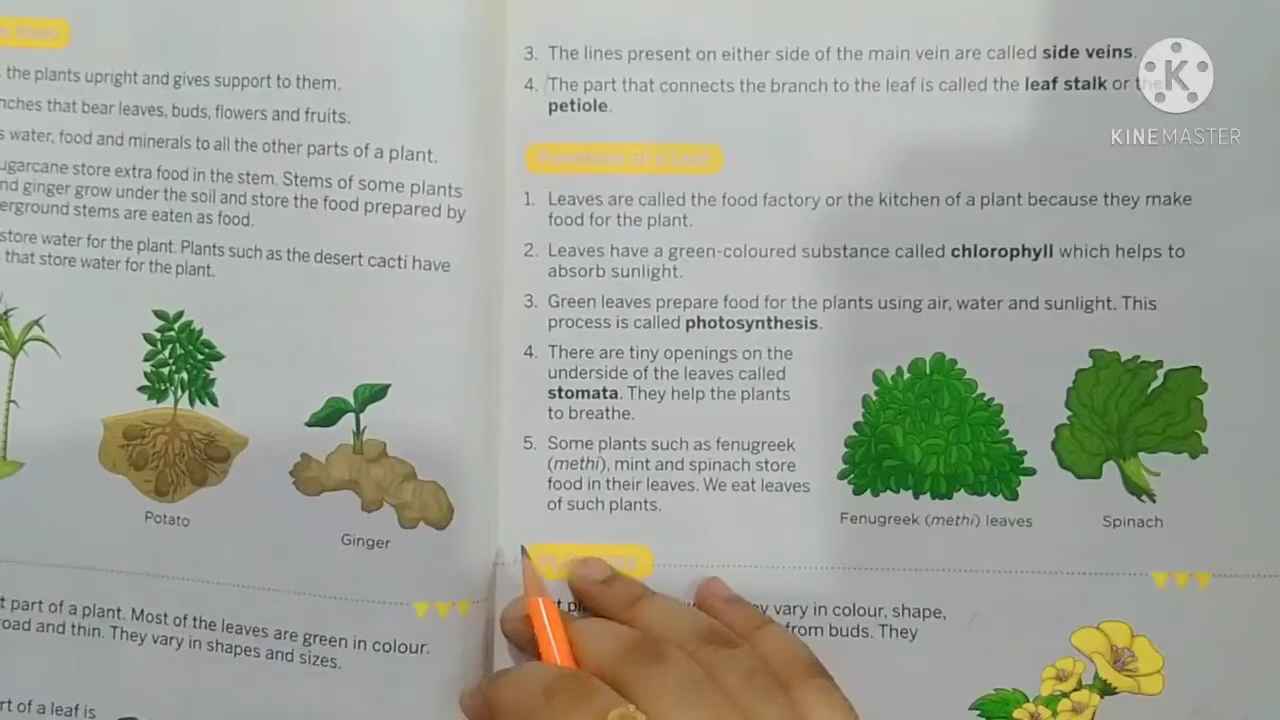 the plants upright and gives support to them.
nches that bear leaves, buds, flowers and fruits.
s water, food and minerals to all the other parts of a plant.
ugarcane store extra food in the stem. Stems of some plants
nd ginger grow under the soil and store the food prepared by
erground stems are eaten as food.
store water for the plant. Plants such as the desert cacti have
that store water for the plant.
Potato
Ginger
t part of a plant. Most of the leaves are green in colour.
road and thin. They vary in shapes and sizes.
rt of a leaf is
3. The lines present on either side of the main vein are called side veins.
4. The part that connects the branch to the leaf is called the leaf stalk or the
petiole.
KINEMASTER
Functions of a Leaf
1. Leaves are called the food factory or the kitchen of a plant because they make
food for the plant.
2. Leaves have a green-coloured substance called chlorophyll which helps to
absorb sunlight.
3. Green leaves prepare food for the plants using air, water and sunlight. This
process is called photosynthesis.
4. There are tiny openings on the
underside of the leaves called
stomata. They help the plants
to breathe.
5. Some plants such as fenugreek
(methi), mint and spinach store
food in their leaves. We eat leaves
of such plants.
Fenugreek (methi) leaves
Spinach
vary in colour, shape,
from buds. They